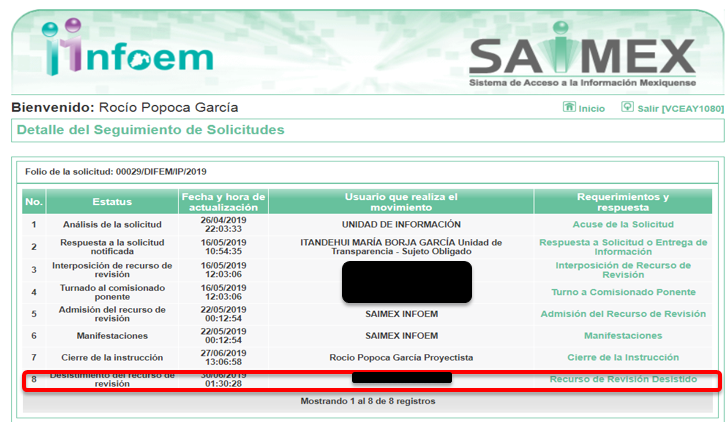 infoem
SAIMEX
Sistema de Acceso a la Información Mexiquense
Bienvenido: Rocío Popoca García
Inicio Salir [VCEAY1080]
Detalle del Seguimiento de Solicitudes
Folio de la solicitud: 00029/DIFEM/IP/2019
No. Estatus Fecha y hora de actualización Usuario que realiza el movimiento Requerimientos y respuesta
1 Análisis de la solicitud 26/04/2019 22:03:33 UNIDAD DE INFORMACIÓN Acuse de la Solicitud
2 Respuesta a la solicitud notificada 16/05/2019 10:54:35 ITANDEHUI MARÍA BORJA GARCÍA Unidad de Transparencia - Sujeto Obligado Respuesta a Solicitud o Entrega de Información
3 Interposición de recurso de revisión 16/05/2019 12:03:06 Interposición de Recurso de Revisión
4 Turnado al comisionado ponente 16/05/2019 12:03:06 Turno a Comisionado Ponente
5 Admisión del recurso de revisión 22/05/2019 00:12:54 SAIMEX INFOEM Admisión del Recurso de Revisión
6 Manifestaciones 22/05/2019 00:12:54 SAIMEX INFOEM Manifestaciones
7 Cierre de la instrucción 27/06/2019 13:06:58 Rocio Popoca García Proyectista Cierre de la Instrucción
8 Desistimiento del recurso de revisión 30/06/2019 01:30:28 Recurso de Revisión Desistido
Mostrando 1 al 8 de 8 registros